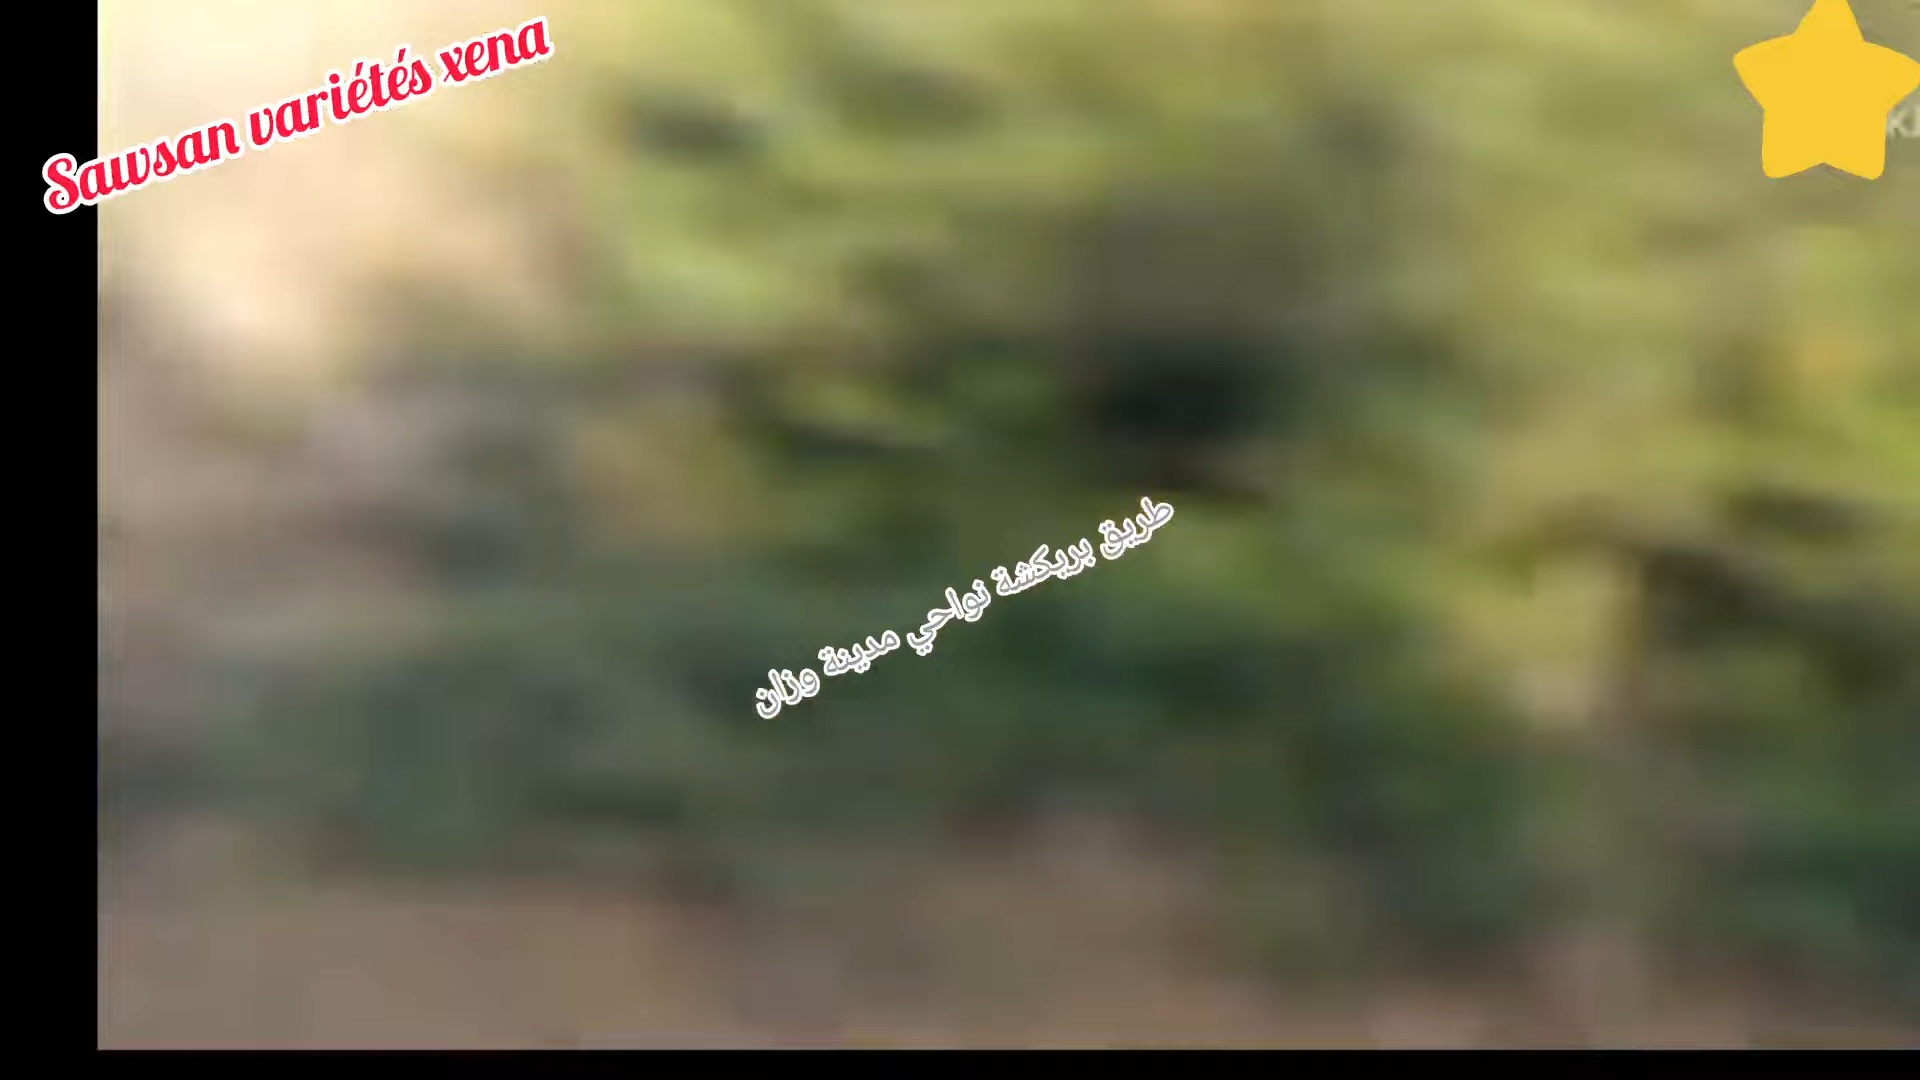 Sawsan variétés xena
طريق بريكشة نواحي مدينة وزان